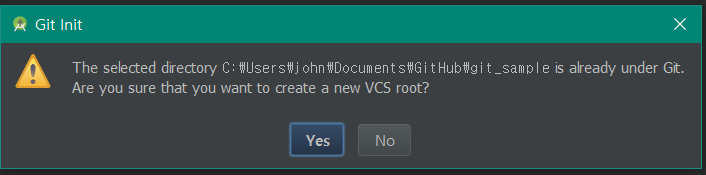 Git Init
The selected directory C:₩Users₩john₩Documents₩GitHub₩git_sample is already under Git.
Are you sure that you want to create a new VCS root?
Yes No